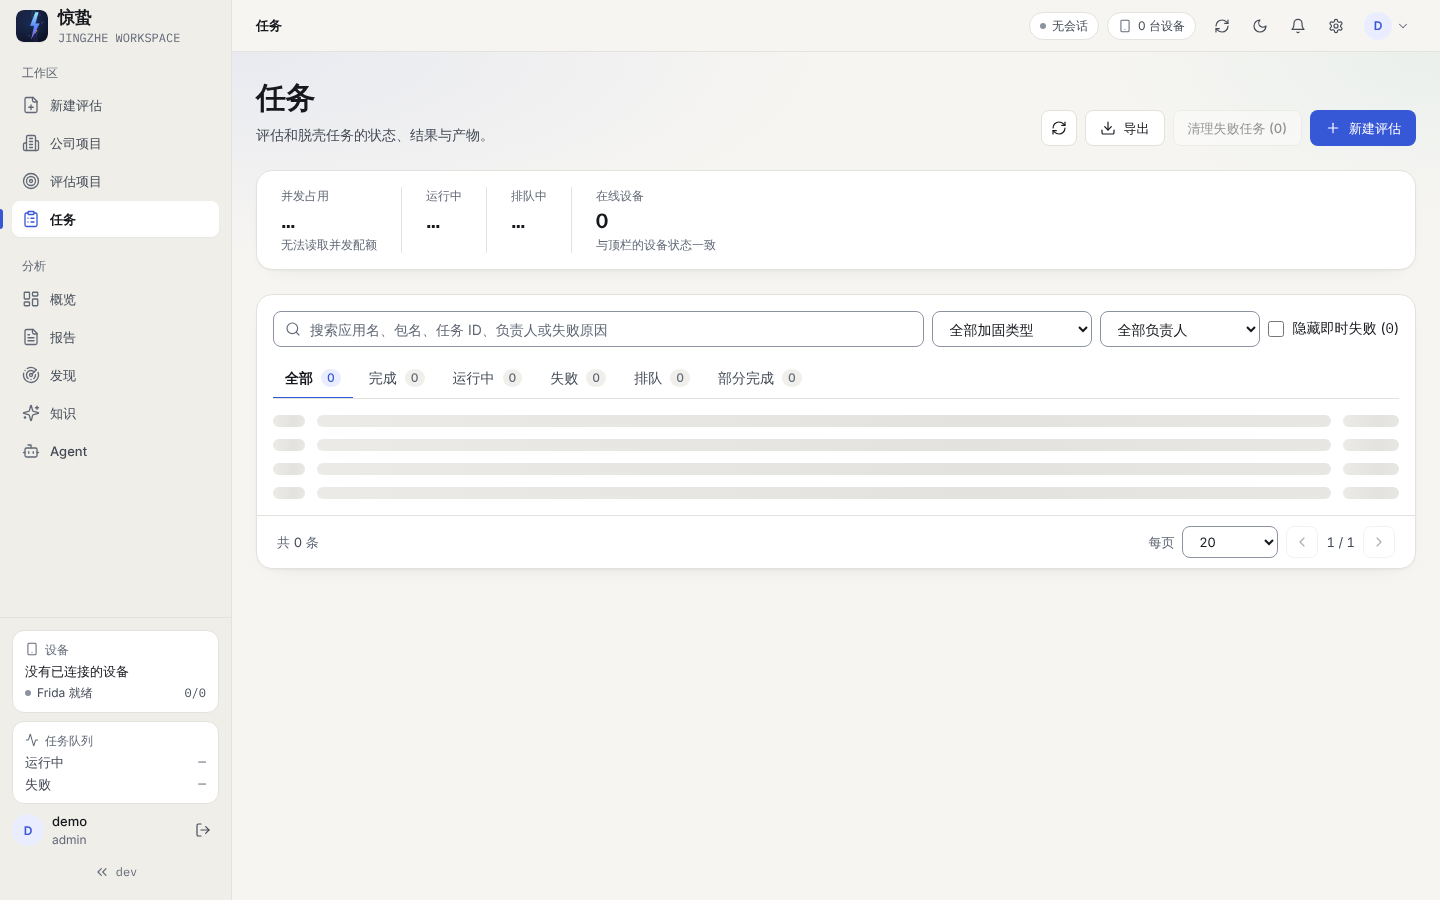 惊蛰
JINGZHE WORKSPACE
工作区
新建评估
公司项目
评估项目
任务
分析
概览
报告
发现
知识
Agent
设备
没有已连接的设备
Frida 就绪 0/0
任务队列
运行中 —
失败 —
D demo
admin
dev
任务
无会话
0 台设备
D
任务
评估和脱壳任务的状态、结果与产物。
导出
清理失败任务 (0)
新建评估
并发占用
...
无法读取并发配额
运行中
...
排队中
...
在线设备
0
与顶栏的设备状态一致
搜索应用名、包名、任务 ID、负责人或失败原因
全部加固类型
全部负责人
隐藏即时失败 (0)
全部 0 完成 0 运行中 0 失败 0 排队 0 部分完成 0
共 0 条
每页 20 1 / 1